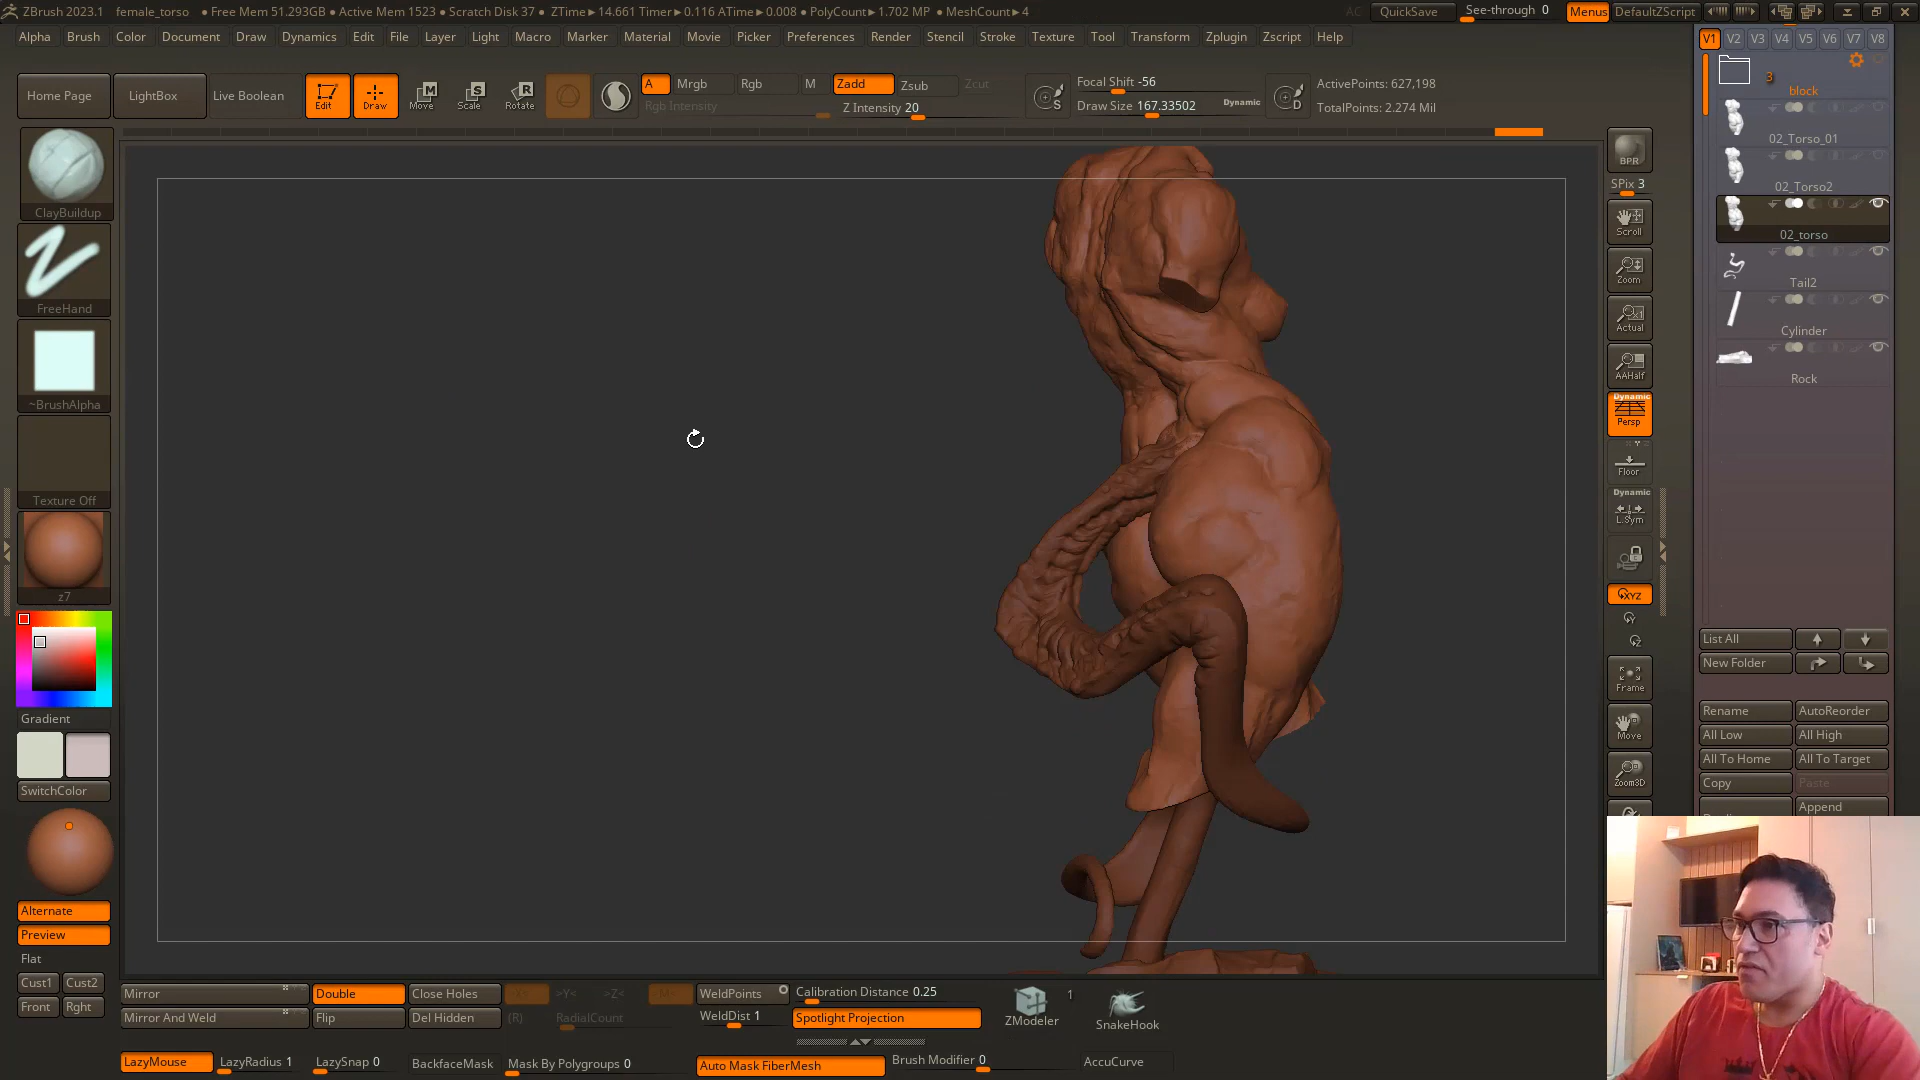 ZBrush 2023.1 female_torso ● Free Mem 51.293GB ● Active Mem 1523 ● Scratch Disk 37 ● ZTime►14.661 Timer►0.116 ATime►0.008 ● PolyCount►1.702 MP ● MeshCount►4 AC QuickSave See-through 0 Menus DefaultZScript
Alpha Brush Color Document Draw Dynamics Edit File Layer Light Macro Marker Material Movie Picker Preferences Render Stencil Stroke Texture Tool Transform Zplugin Zscript Help
V1 V2 V3 V4 V5 V6 V7 V8
Home Page LightBox Live Boolean Edit Draw Move Scale Rotate
A Mrgb Rgb M Zadd Zsub Zcut
Rgb Intensity Z Intensity 20
Focal Shift -56
Draw Size 167.33502 Dynamic
ActivePoints: 627,198
TotalPoints: 2.274 Mil
ClayBuildup
FreeHand
~BrushAlpha
Texture Off
z7
Gradient
SwitchColor
Alternate
Preview
Flat
Cust1 Cust2
Front Rght
BPR
SPix 3
Scroll
Zoom
Actual
AAHalf
Dynamic
Persp
Floor
Dynamic
L.Sym
XYZ
Frame
Move
Zoom3D
3
block
02_Torso_01
02_Torso2
02_torso
Tail2
Cylinder
Rock
List All
New Folder
Rename AutoReorder
All Low All High
All To Home All To Target
Copy Paste
Append
Mirror Double Close Holes >Y< >Z< WeldPoints Calibration Distance 0.25
Mirror And Weld Flip Del Hidden (R) RadialCount WeldDist 1 Spotlight Projection
ZModeler 1 SnakeHook
LazyMouse LazyRadius 1 LazySnap 0 BackfaceMask Mask By Polygroups 0 Auto Mask FiberMesh Brush Modifier 0 AccuCurve